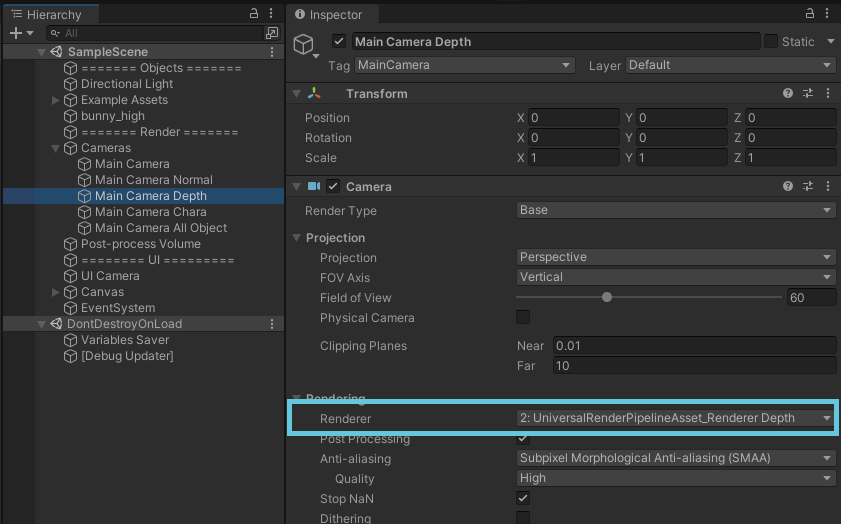 Hierarchy
All
SampleScene
======= Objects =======
Directional Light
Example Assets
bunny_high
======= Render =======
Cameras
Main Camera
Main Camera Normal
Main Camera Depth
Main Camera Chara
Main Camera All Object
Post-process Volume
======== UI =========
UI Camera
Canvas
EventSystem
DontDestroyOnLoad
Variables Saver
[Debug Updater]
Inspector
Main Camera Depth Static
Tag MainCamera Layer Default
Transform
Position X 0 Y 0 Z 0
Rotation X 0 Y 0 Z 0
Scale X 1 Y 1 Z 1
Camera
Render Type Base
Projection
Projection Perspective
FOV Axis Vertical
Field of View 60
Physical Camera
Clipping Planes Near 0.01
Far 10
Rendering
Renderer 2: UniversalRenderPipelineAsset_Renderer Depth
Post Processing
Anti-aliasing Subpixel Morphological Anti-aliasing (SMAA)
Quality High
Stop NaN
Dithering